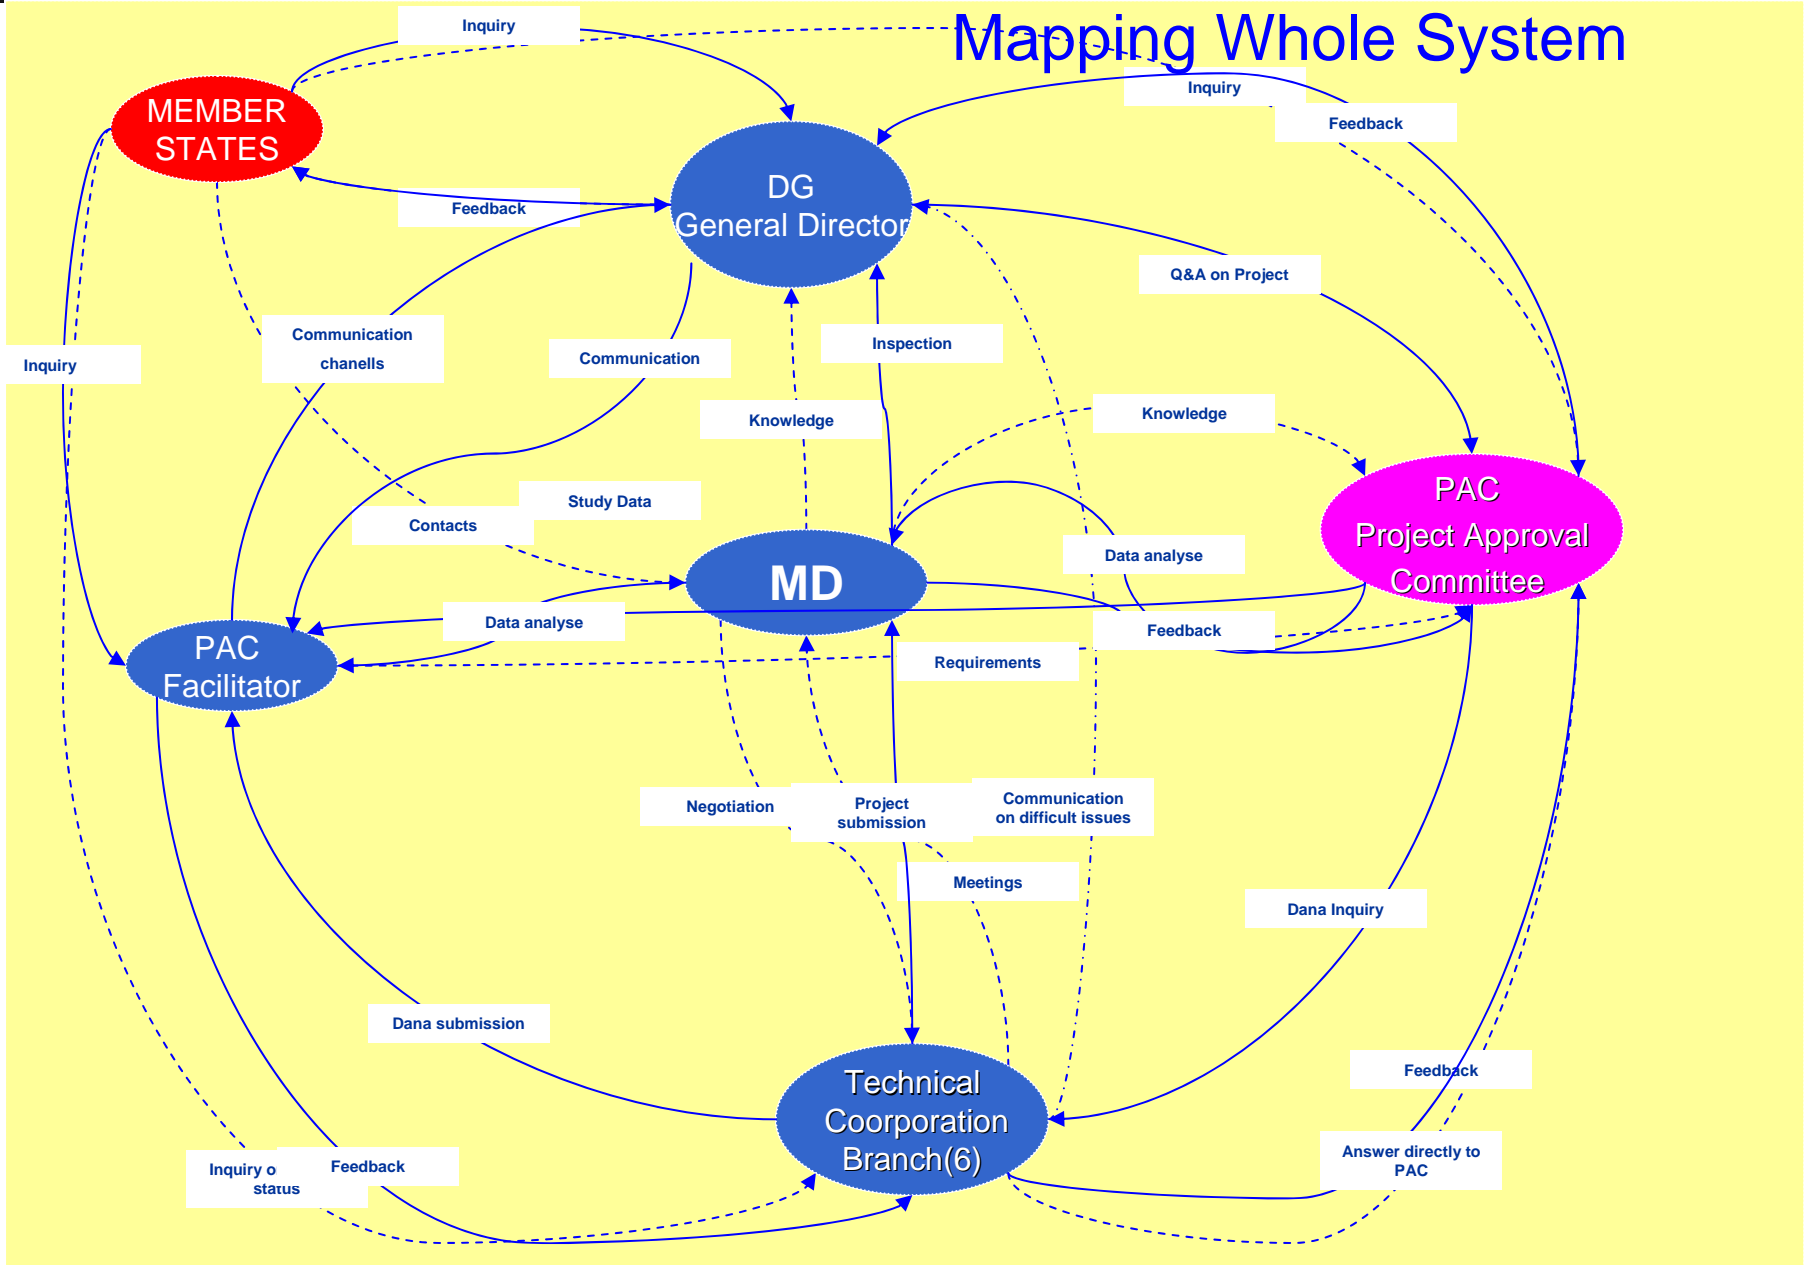 Mapping Whole System
Inquiry
Inquiry
Feedback
MEMBER
STATES
DG
General Director
Feedback
Q&A on Project
Communication
chanells
Inspection
Communication
Inquiry
Knowledge
Knowledge
Study Data
Contacts
PAC
Project Approval
Committee
Data analyse
MD
Data analyse
Feedback
PAC
Facilitator
Requirements
Negotiation
Project
submission
Communication
on difficult issues
Meetings
Dana Inquiry
Dana submission
Technical
Coorporation
Branch(6)
Feedback
Answer directly to
PAC
Inquiry o
status
Feedback